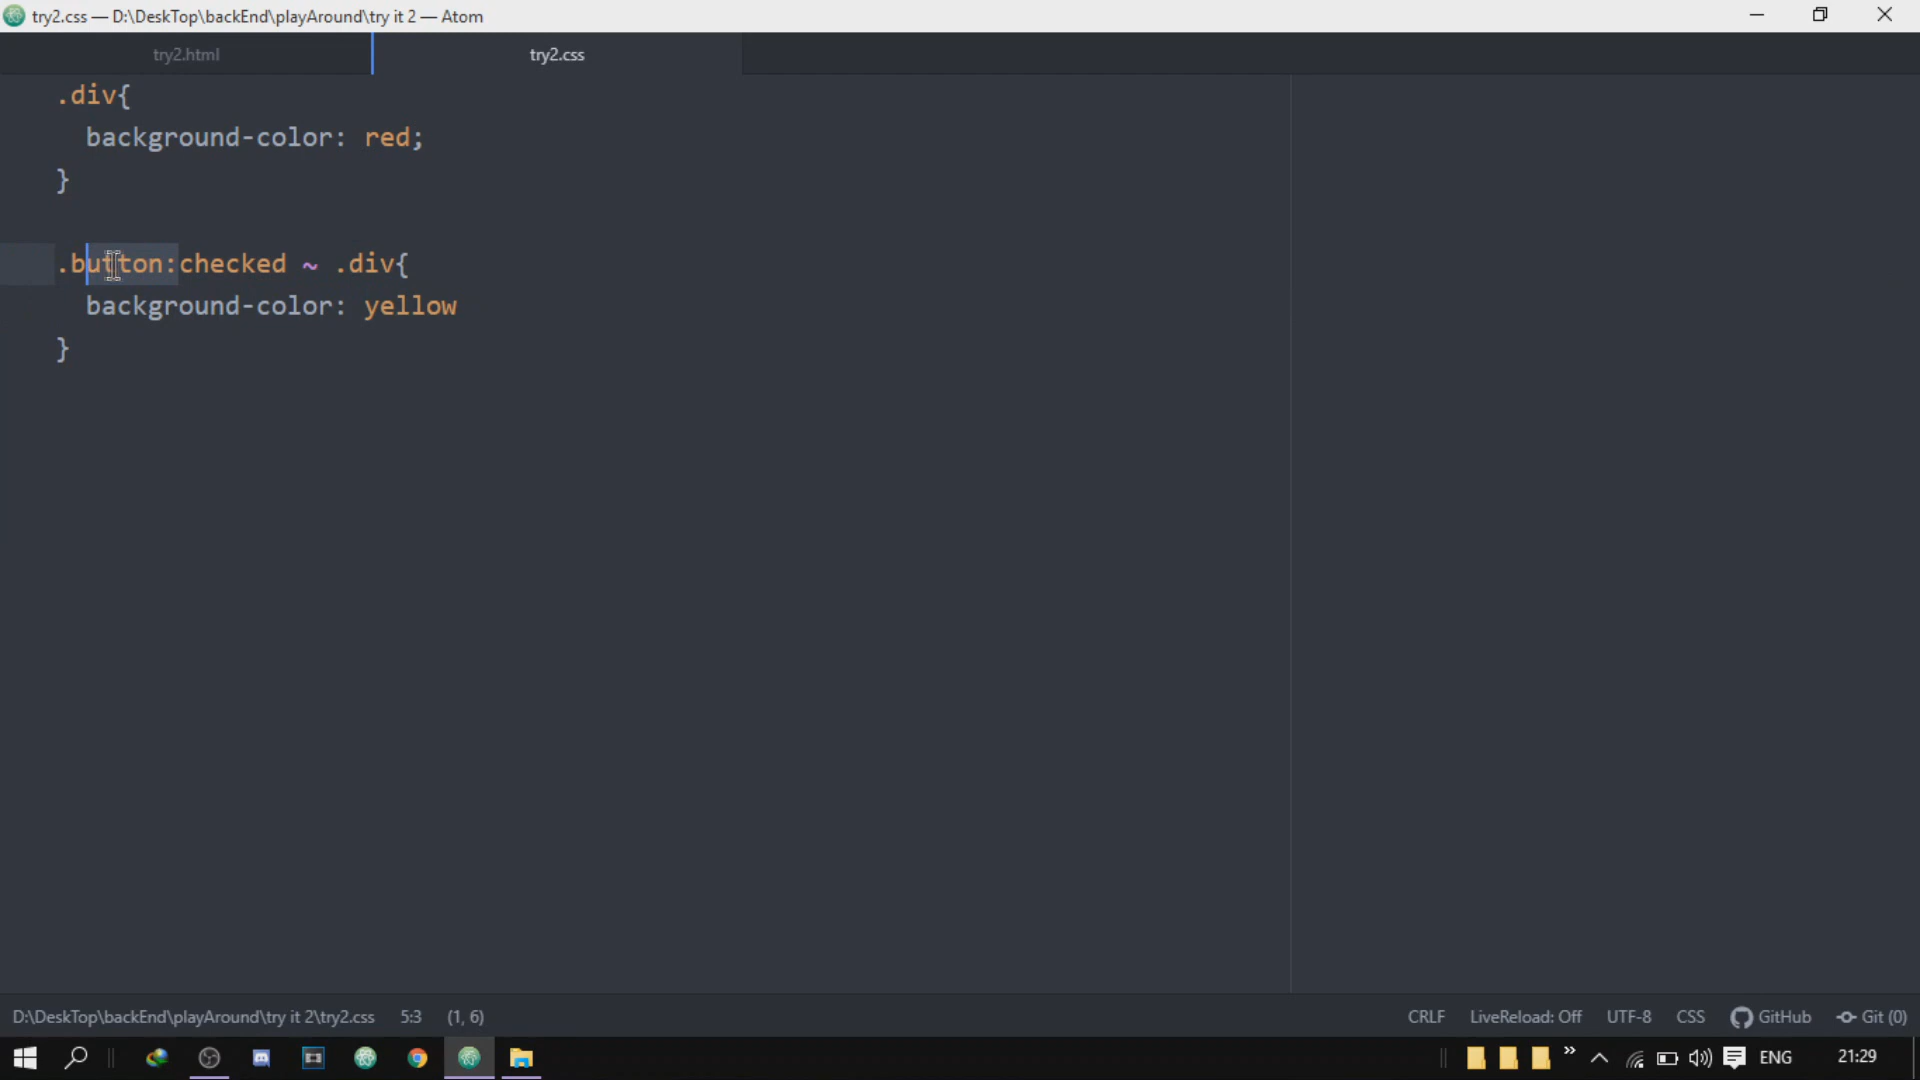 try2.css — D:\DeskTop\backEnd\playAround\try it 2 — Atom
try2.html
try2.css
.div{
  background-color: red;
}
.button:checked ~ .div{
  background-color: yellow
}
D:\DeskTop\backEnd\playAround\try it 2\try2.css 5:3 (1, 6) CRLF LiveReload: Off UTF-8 CSS GitHub Git (0)
ENG 21:29